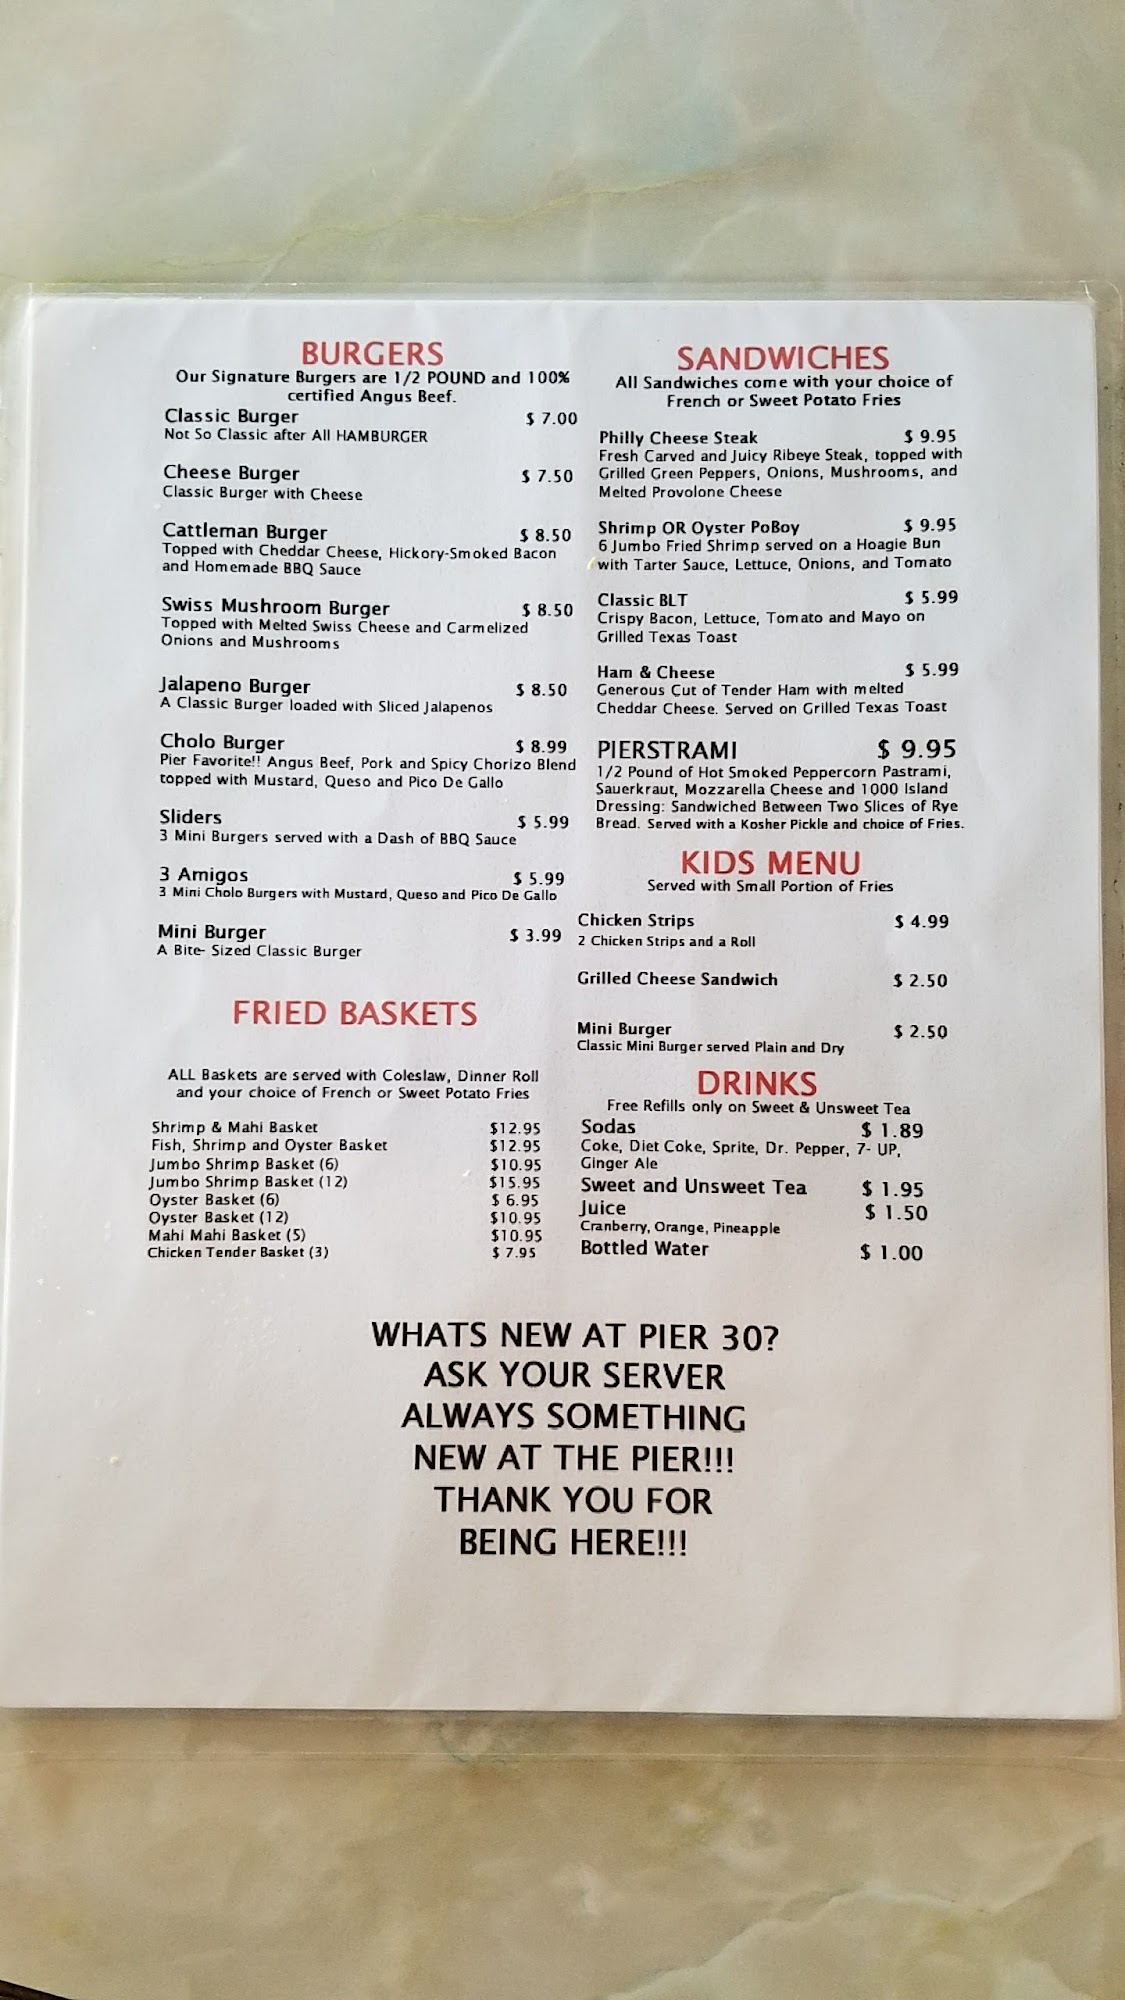 BURGERS
Our Signature Burgers are 1/2 POUND and 100%
certified Angus Beef.
Classic Burger $ 7.00
Not So Classic after All HAMBURGER
Cheese Burger $ 7.50
Classic Burger with Cheese
Cattleman Burger $ 8.50
Topped with Cheddar Cheese, Hickory-Smoked Bacon
and Homemade BBQ Sauce
Swiss Mushroom Burger $ 8.50
Topped with Melted Swiss Cheese and Carmelized
Onions and Mushrooms
Jalapeno Burger $ 8.50
A Classic Burger loaded with Sliced Jalapenos
Cholo Burger $ 8.99
Pier Favorite!! Angus Beef, Pork and Spicy Chorizo Blend
topped with Mustard, Queso and Pico De Gallo
Sliders $ 5.99
3 Mini Burgers served with a Dash of BBQ Sauce
3 Amigos $ 5.99
3 Mini Cholo Burgers with Mustard, Queso and Pico De Gallo
Mini Burger $ 3.99
A Bite- Sized Classic Burger
FRIED BASKETS
ALL Baskets are served with Coleslaw, Dinner Roll
and your choice of French or Sweet Potato Fries
Shrimp & Mahi Basket $12.95
Fish, Shrimp and Oyster Basket $12.95
Jumbo Shrimp Basket (6) $10.95
Jumbo Shrimp Basket (12) $15.95
Oyster Basket (6) $ 6.95
Oyster Basket (12) $10.95
Mahi Mahi Basket (5) $10.95
Chicken Tender Basket (3) $ 7.95
SANDWICHES
All Sandwiches come with your choice of
French or Sweet Potato Fries
Philly Cheese Steak $ 9.95
Fresh Carved and Juicy Ribeye Steak, topped with
Grilled Green Peppers, Onions, Mushrooms, and
Melted Provolone Cheese
Shrimp OR Oyster PoBoy $ 9.95
6 Jumbo Fried Shrimp served on a Hoagie Bun
with Tarter Sauce, Lettuce, Onions, and Tomato
Classic BLT $ 5.99
Crispy Bacon, Lettuce, Tomato and Mayo on
Grilled Texas Toast
Ham & Cheese $ 5.99
Generous Cut of Tender Ham with melted
Cheddar Cheese. Served on Grilled Texas Toast
PIERSTRAMI $ 9.95
1/2 Pound of Hot Smoked Peppercorn Pastrami,
Sauerkraut, Mozzarella Cheese and 1000 Island
Dressing: Sandwiched Between Two Slices of Rye
Bread. Served with a Kosher Pickle and choice of Fries.
KIDS MENU
Served with Small Portion of Fries
Chicken Strips $ 4.99
2 Chicken Strips and a Roll
Grilled Cheese Sandwich $ 2.50
Mini Burger $ 2.50
Classic Mini Burger served Plain and Dry
DRINKS
Free Refills only on Sweet & Unsweet Tea
Sodas $ 1.89
Coke, Diet Coke, Sprite, Dr. Pepper, 7- UP,
Ginger Ale
Sweet and Unsweet Tea $ 1.95
Juice $ 1.50
Cranberry, Orange, Pineapple
Bottled Water $ 1.00
WHATS NEW AT PIER 30?
ASK YOUR SERVER
ALWAYS SOMETHING
NEW AT THE PIER!!!
THANK YOU FOR
BEING HERE!!!